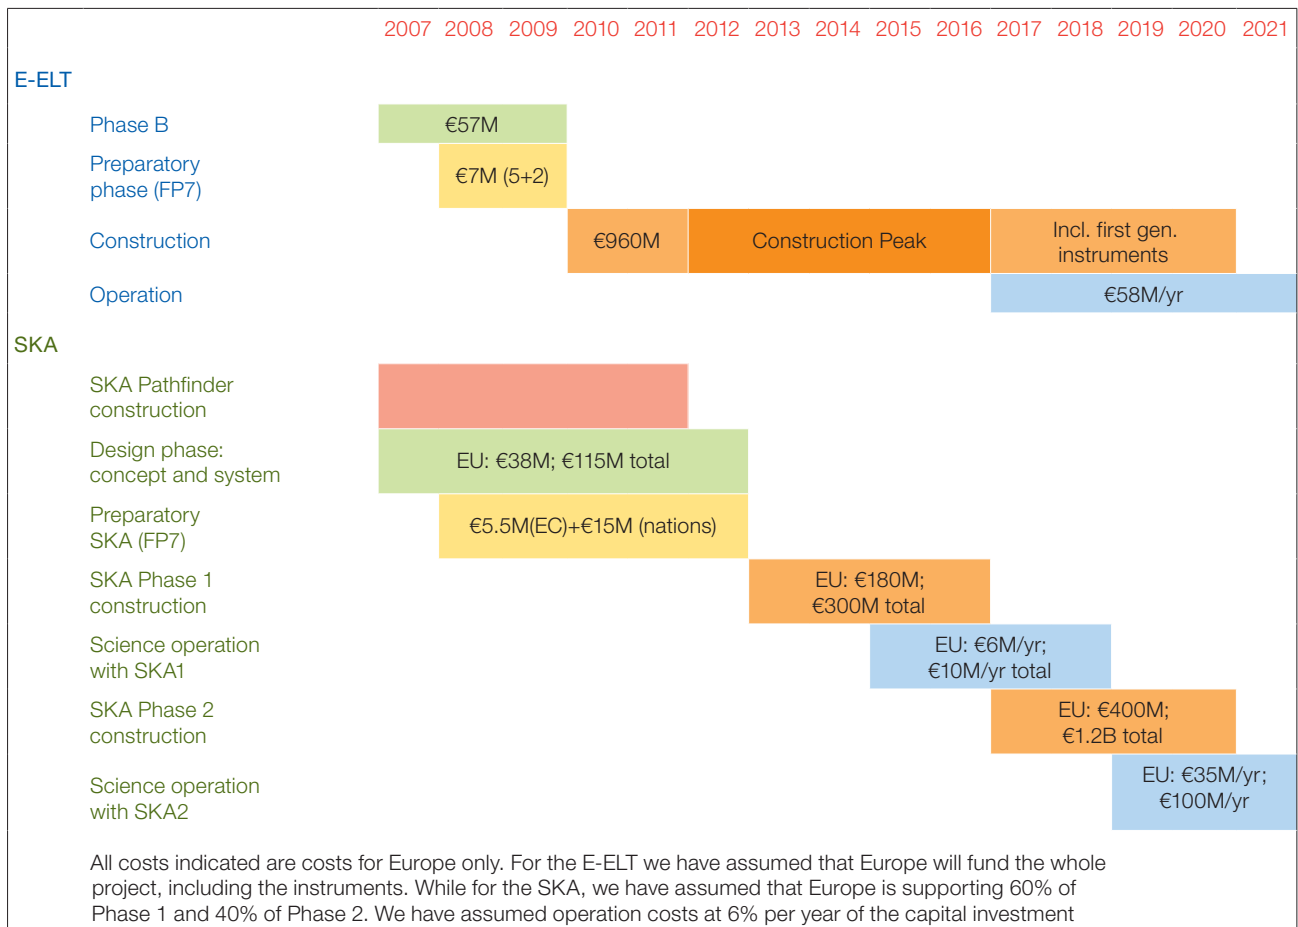 2007 2008 2009 2010 2011 2012 2013 2014 2015 2016 2017 2018 2019 2020 2021
E-ELT
Phase B
€57M
Preparatory
phase (FP7)
€7M (5+2)
Construction
€960M
Construction Peak
Incl. first gen.
instruments
Operation
€58M/yr
SKA
SKA Pathfinder
construction
Design phase:
concept and system
EU: €38M; €115M total
Preparatory
SKA (FP7)
€5.5M(EC)+€15M (nations)
SKA Phase 1
construction
EU: €180M;
€300M total
Science operation
with SKA1
EU: €6M/yr;
€10M/yr total
SKA Phase 2
construction
EU: €400M;
€1.2B total
Science operation
with SKA2
EU: €35M/yr;
€100M/yr
All costs indicated are costs for Europe only. For the E-ELT we have assumed that Europe will fund the whole
project, including the instruments. While for the SKA, we have assumed that Europe is supporting 60% of
Phase 1 and 40% of Phase 2. We have assumed operation costs at 6% per year of the capital investment